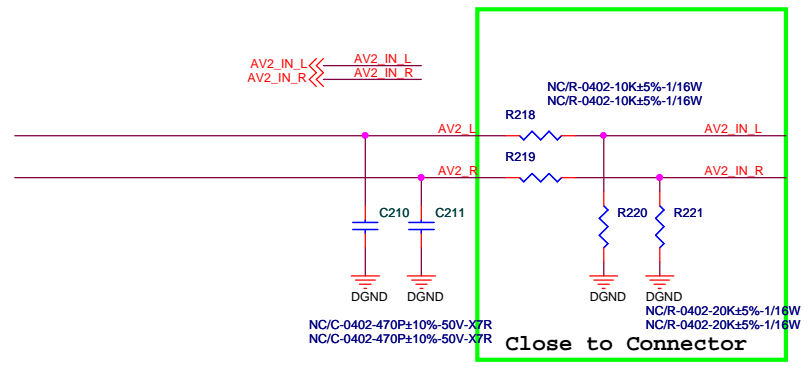 AV2_IN_L AV2_IN_L
AV2_IN_R AV2_IN_R
NC/R-0402-10K±5%-1/16W
NC/R-0402-10K±5%-1/16W
R218
AV2_L AV2_IN_L
R219
AV2_R AV2_IN_R
C210 C211 R220 R221
DGND DGND DGND DGND
NC/R-0402-20K±5%-1/16W
NC/R-0402-20K±5%-1/16W
NC/C-0402-470P±10%-50V-X7R
NC/C-0402-470P±10%-50V-X7R
Close to Connector